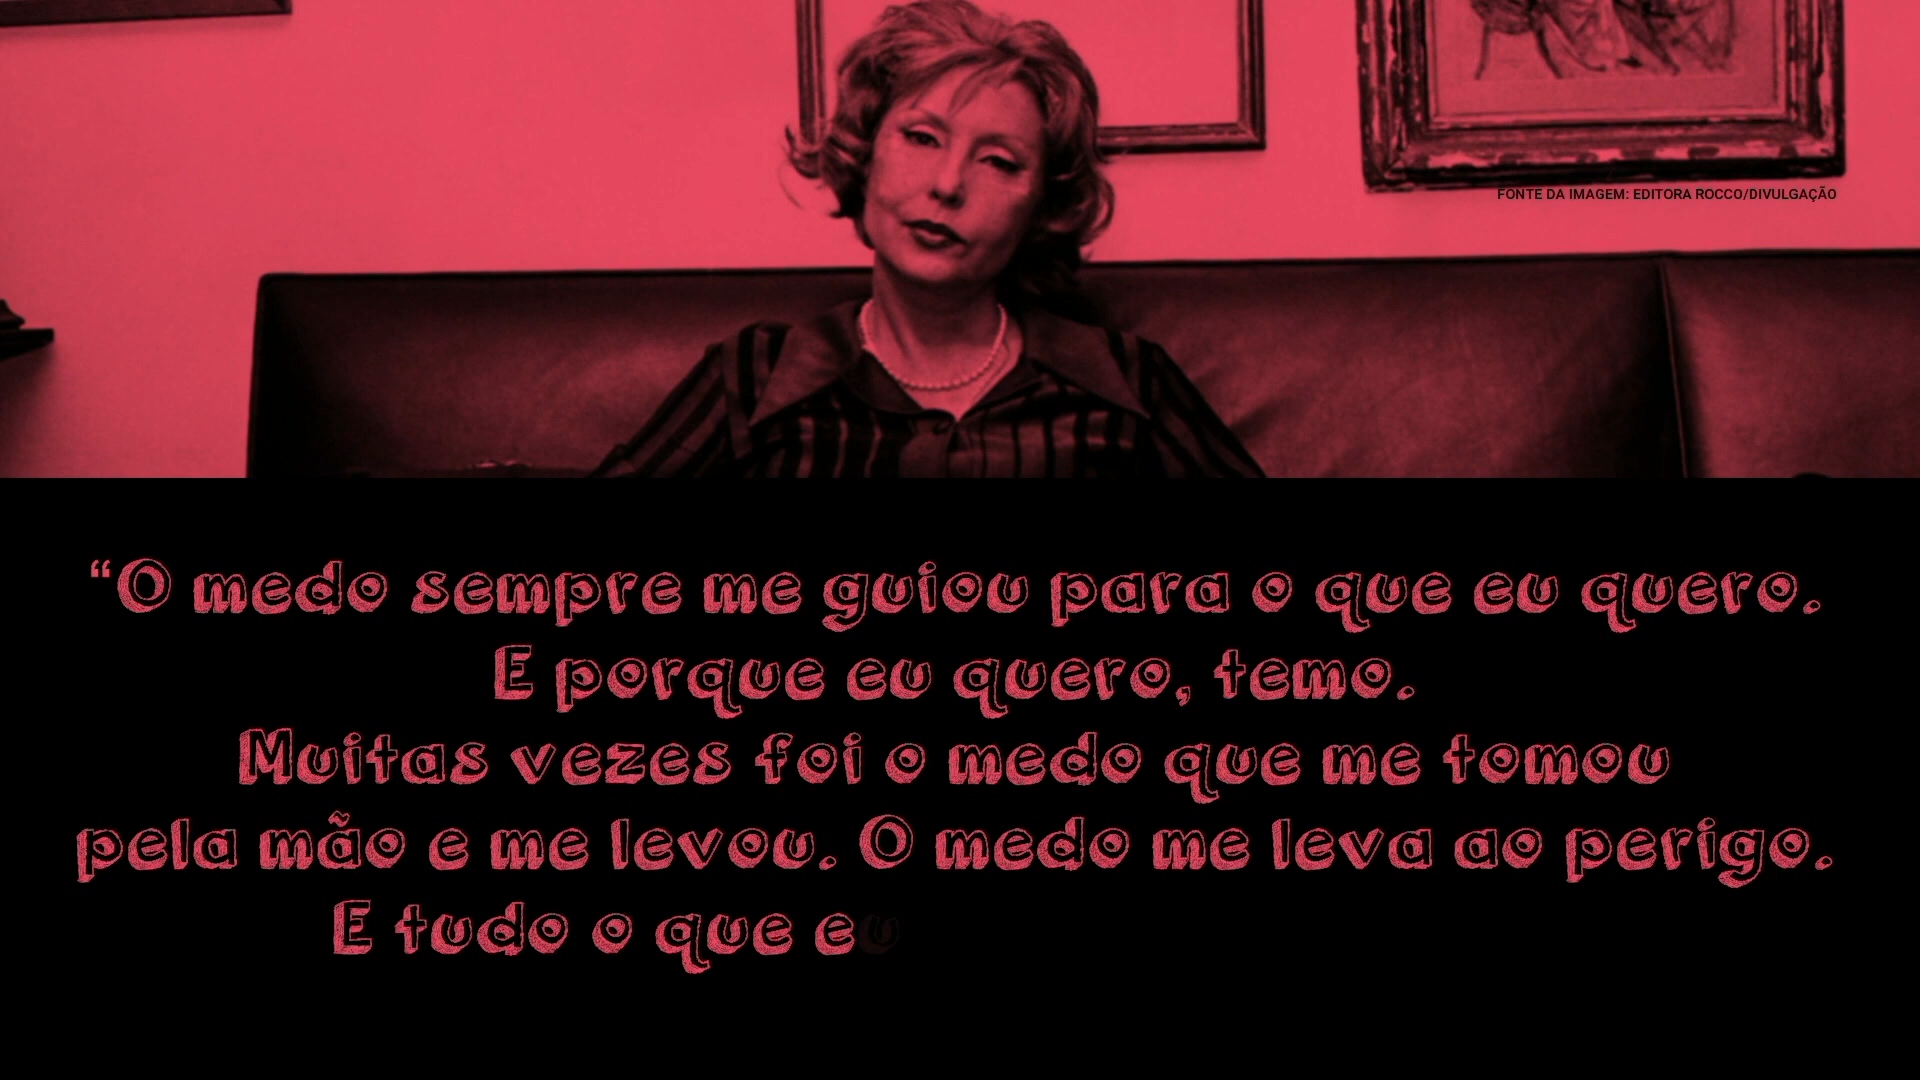 FONTE DA IMAGEM: EDITORA ROCCO/DIVULGAÇÃO
“O medo sempre me guiou para o que eu quero.
E porque eu quero, temo.
Muitas vezes foi o medo que me tomou
pela mão e me levou. O medo me leva ao perigo.
E tudo o que eu